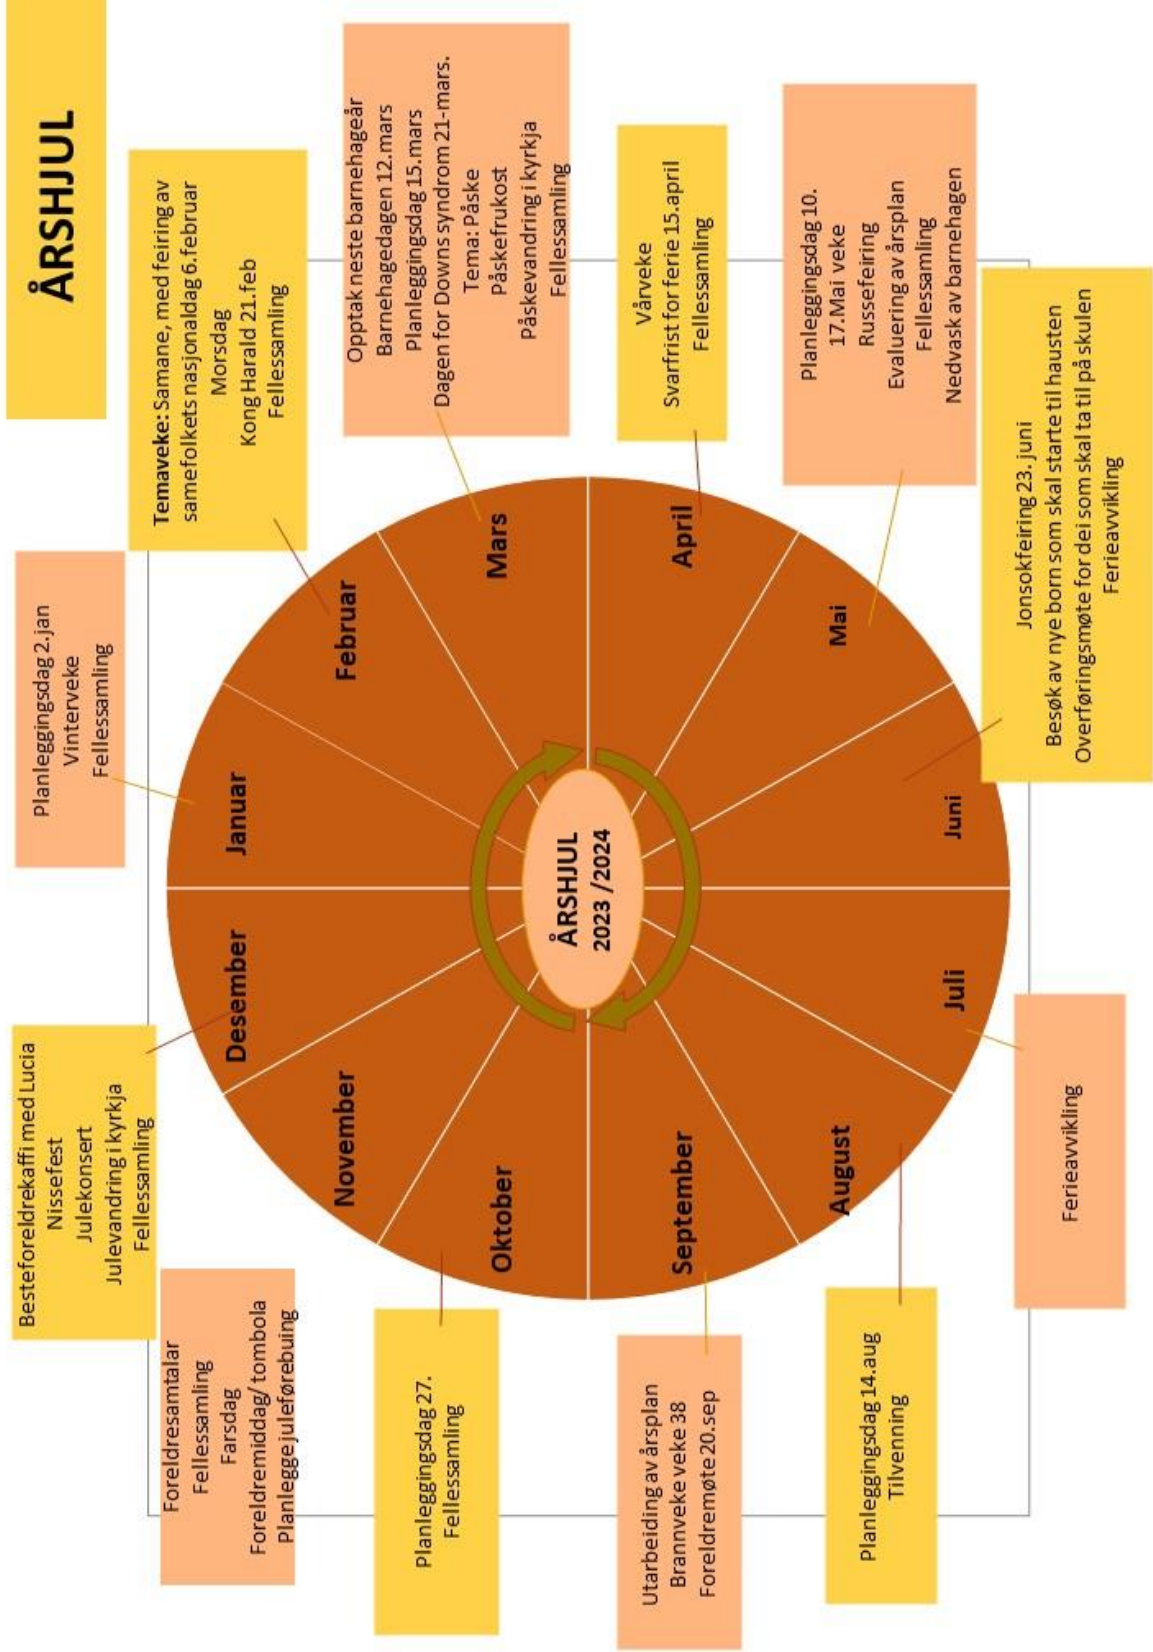 ÅRSHJUL
Planleggingsdag 2.jan
Vinterveke
Fellessamling
Temaveke: Samane, med feiring av
samefolkets nasjonaldag 6.februar
Morsdag
Kong Harald 21.feb
Fellessamling
Opptak neste barnehageår
Barnehagedagen 12.mars
Planleggingsdag 15.mars
Dagen for Downs syndrom 21-mars.
Tema: Påske
Påskefrukost
Påskevandring i kyrkja
Fellessamling
Vårveke
Svarfrist for ferie 15.april
Fellessamling
Planleggingsdag 10.
17.Mai veke
Russefeiring
Evaluering av årsplan
Fellessamling
Nedvask av barnehagen
Jonsokfeiring 23. juni
Besøk av nye born som skal starte til hausten
Overføringsmøte for dei som skal ta til på skulen
Ferieavvikling
Ferieavvikling
Planleggingsdag 14.aug
Tilvenning
Utarbeiding av årsplan
Brannveke veke 38
Foreldremøte 20.sep
Planleggingsdag 27.
Fellessamling
Foreldresamtalar
Fellessamling
Farsdag
Foreldremiddag/ tombola
Planlegge juleførebuing
Besteforeldrekaffi med Lucia
Nissefest
Julekonsert
Julevandring i kyrkja
Fellessamling
Januar
Februar
Mars
April
Mai
Juni
Juli
August
September
Oktober
November
Desember
ÅRSHJUL
2023 /2024